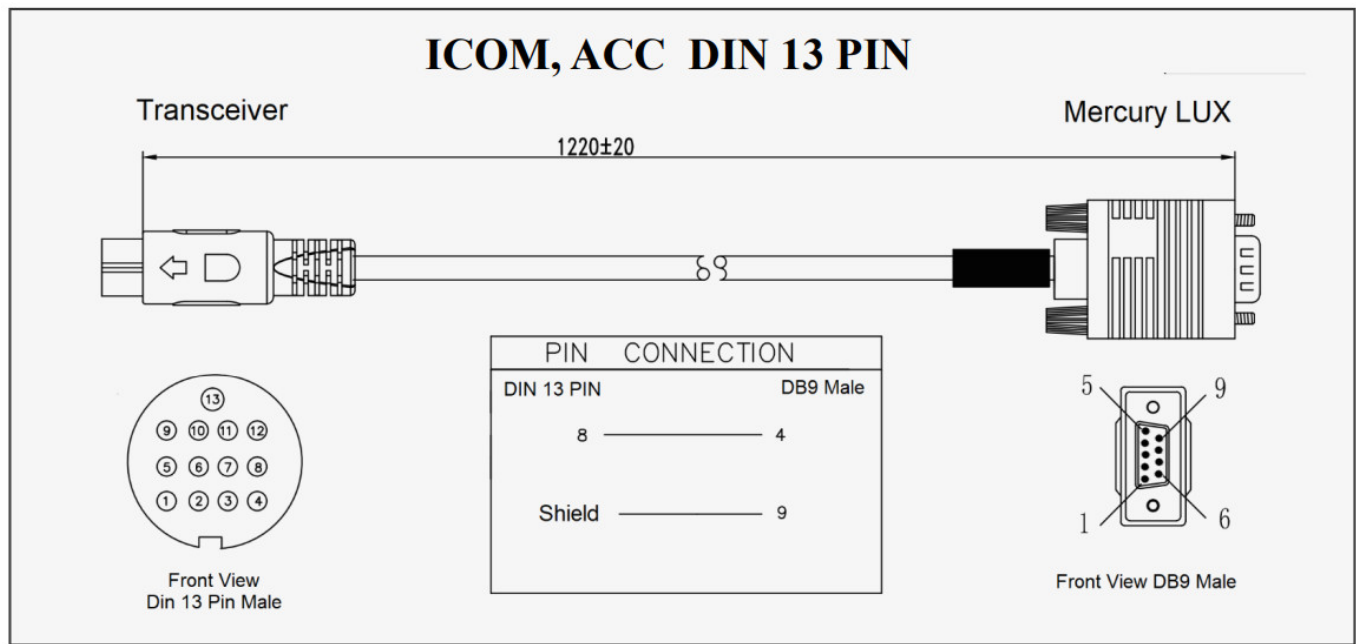 ICOM, ACC DIN 13 PIN
Transceiver
Mercury LUX
1220±20
PIN CONNECTION
DIN 13 PIN DB9 Male
8 4
Shield 9
13
9 10 11 12
5 6 7 8
1 2 3 4
Front View
Din 13 Pin Male
5 9
1 6
Front View DB9 Male